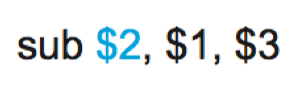 sub $2, $1, $3